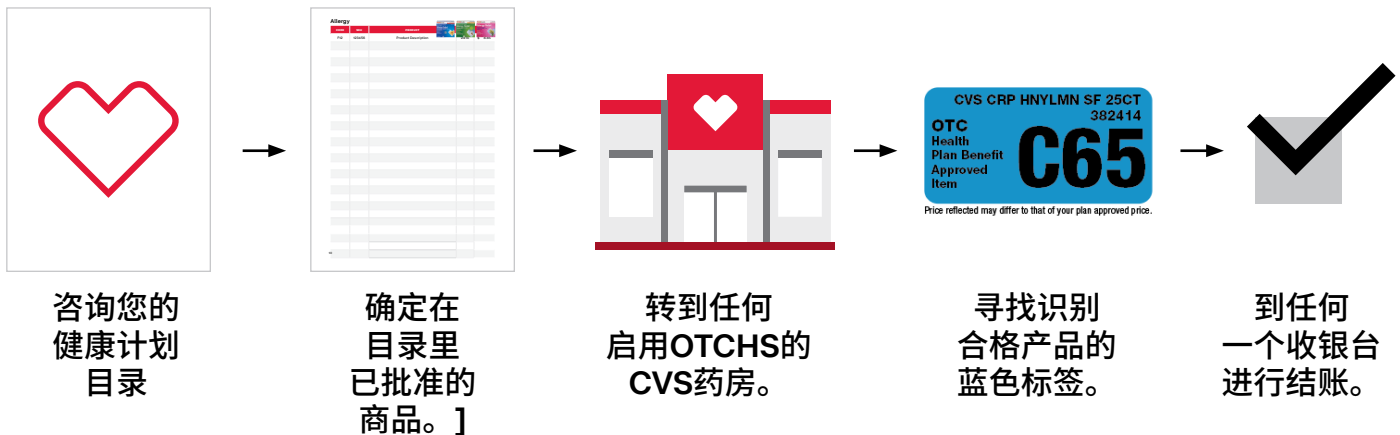 Allergy
Product Description
CVS CRP HNYLMN SF 25CT
382414
OTC
Health
Plan Benefit
Approved
Item
C65
Price reflected may differ to that of your plan approved price.
咨询您的
健康计划
目录
确定在
目录里
已批准的
商品。]
转到任何
启用OTCHS的
CVS药房。
寻找识别
合格产品的
蓝色标签。
到任何
一个收银台
进行结账。